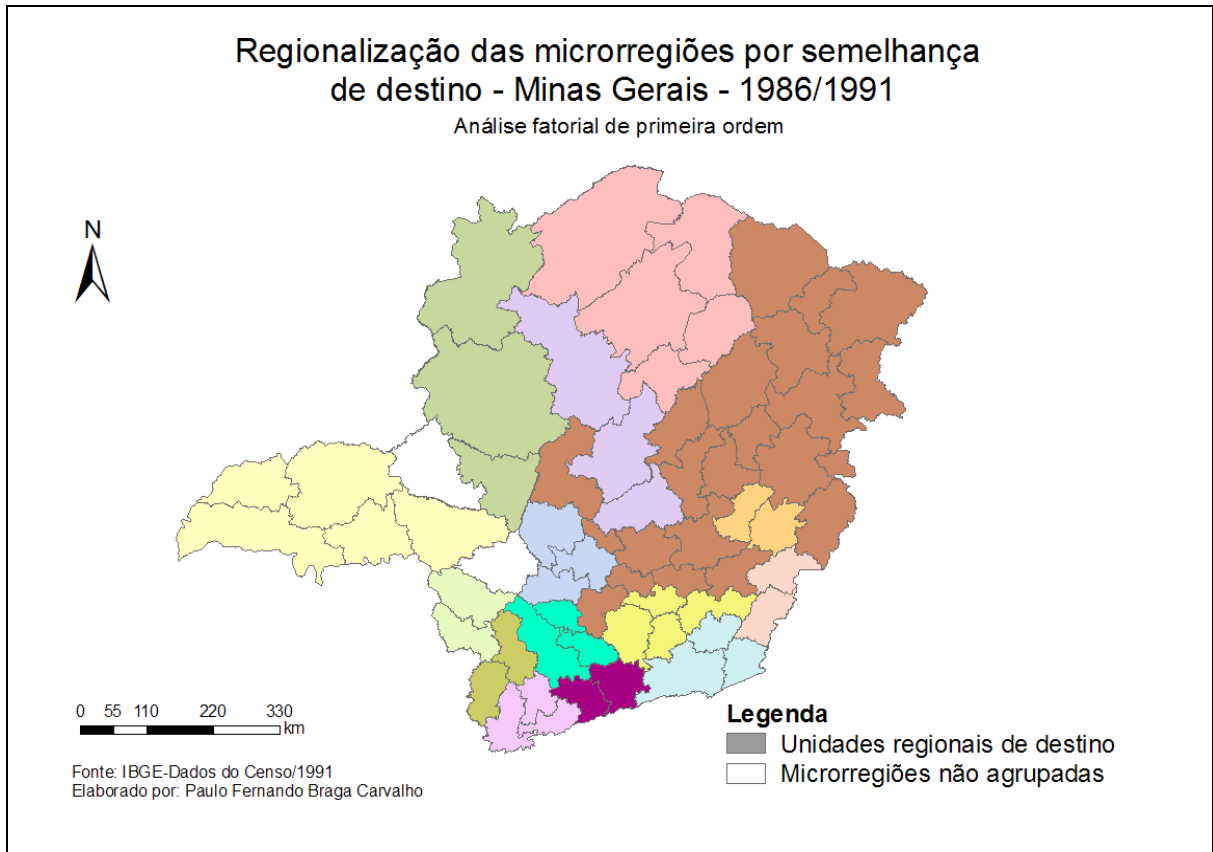 Regionalização das microrregiões por semelhança
de destino - Minas Gerais - 1986/1991
Análise fatorial de primeira ordem
N
0 55 110 220 330
km
Legenda
Unidades regionais de destino
Microrregiões não agrupadas
Fonte: IBGE-Dados do Censo/1991
Elaborado por: Paulo Fernando Braga Carvalho